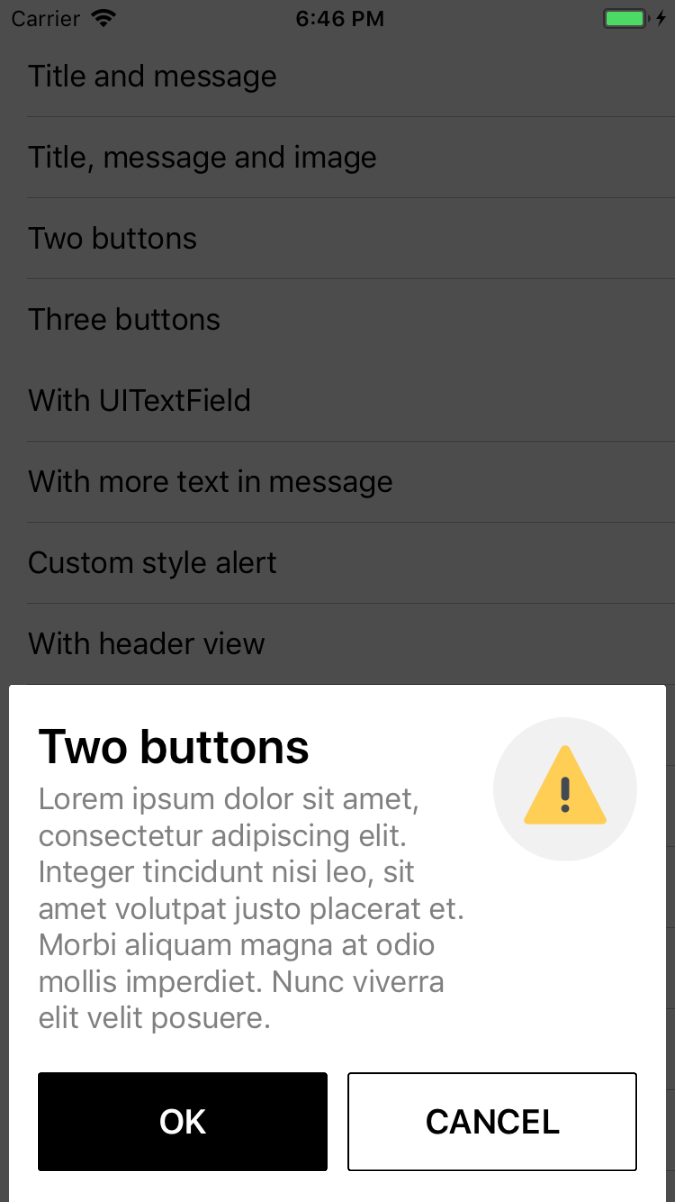 Carrier 6:46 PM
Title and message
Title, message and image
Two buttons
Three buttons
With UITextField
With more text in message
Custom style alert
With header view
Two buttons
Lorem ipsum dolor sit amet,
consectetur adipiscing elit.
Integer tincidunt nisi leo, sit
amet volutpat justo placerat et.
Morbi aliquam magna at odio
mollis imperdiet. Nunc viverra
elit velit posuere.
OK CANCEL